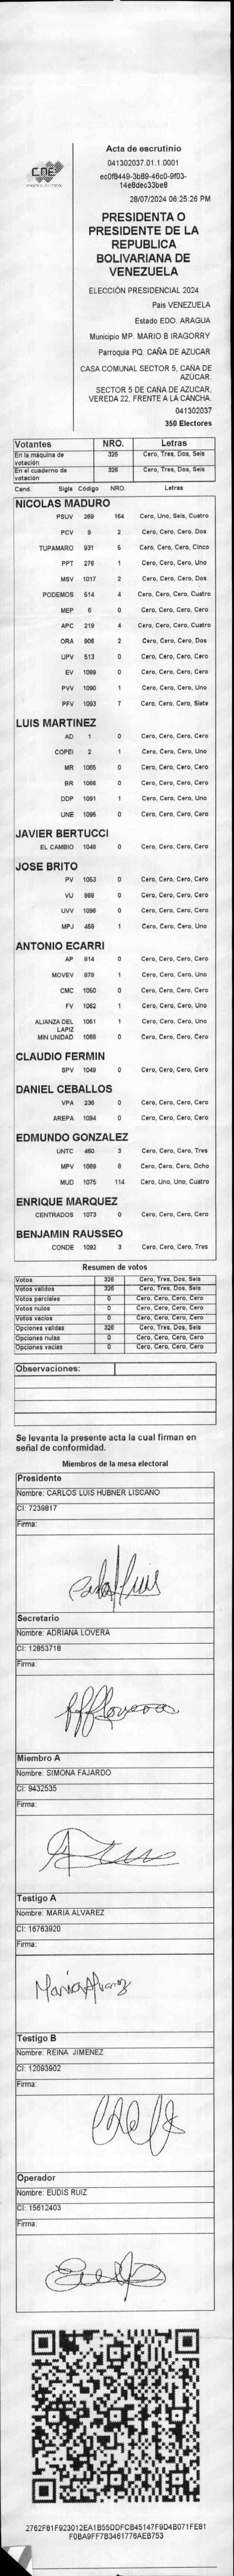 CNE
Acta de escrutinio
041302037.01.1.0001
ec0f8449-3b89-46c0-9f03-
14e8dec33be8
28/07/2024 06:25:26 PM
PRESIDENTA O
PRESIDENTE DE LA
REPUBLICA
BOLIVARIANA DE
VENEZUELA
ELECCIÓN PRESIDENCIAL 2024
Pais VENEZUELA
Estado EDO. ARAGUA
Municipio MP. MARIO B IRAGORRY
Parroquia PQ. CAÑA DE AZUCAR
CASA COMUNAL SECTOR 5, CAÑA DE
AZÚCAR.
SECTOR 5 DE CAÑA DE AZUCAR,
VEREDA 22, FRENTE A LA CANCHA.
041302037
350 Electores
Votantes NRO. Letras
En la máquina de votación 326 Cero, Tres, Dos, Seis
En el cuaderno de votación 326 Cero, Tres, Dos, Seis
Cand. Sigla Código NRO. Letras
NICOLAS MADURO
PSUV 269 164 Cero, Uno, Seis, Cuatro
PCV 9 2 Cero, Cero, Cero, Dos
TUPAMARO 931 5 Cero, Cero, Cero, Cinco
PPT 276 1 Cero, Cero, Cero, Uno
MSV 1017 2 Cero, Cero, Cero, Dos
PODEMOS 514 4 Cero, Cero, Cero, Cuatro
MEP 6 0 Cero, Cero, Cero, Cero
APC 219 4 Cero, Cero, Cero, Cuatro
ORA 906 2 Cero, Cero, Cero, Dos
UPV 513 0 Cero, Cero, Cero, Cero
EV 1089 0 Cero, Cero, Cero, Cero
PVV 1090 1 Cero, Cero, Cero, Uno
PFV 1093 7 Cero, Cero, Cero, Siete
LUIS MARTINEZ
AD 1 0 Cero, Cero, Cero, Cero
COPEI 2 1 Cero, Cero, Cero, Uno
MR 1065 0 Cero, Cero, Cero, Cero
BR 1066 0 Cero, Cero, Cero, Cero
DDP 1091 1 Cero, Cero, Cero, Uno
UNE 1095 0 Cero, Cero, Cero, Cero
JAVIER BERTUCCI
EL CAMBIO 1048 0 Cero, Cero, Cero, Cero
JOSE BRITO
PV 1053 0 Cero, Cero, Cero, Cero
VU 868 0 Cero, Cero, Cero, Cero
UVV 1096 0 Cero, Cero, Cero, Cero
MPJ 458 1 Cero, Cero, Cero, Uno
ANTONIO ECARRI
AP 814 0 Cero, Cero, Cero, Cero
MOVEV 878 1 Cero, Cero, Cero, Uno
CMC 1050 0 Cero, Cero, Cero, Cero
FV 1062 1 Cero, Cero, Cero, Uno
ALIANZA DEL LAPIZ 1051 1 Cero, Cero, Cero, Uno
MIN UNIDAD 1068 0 Cero, Cero, Cero, Cero
CLAUDIO FERMIN
SPV 1049 0 Cero, Cero, Cero, Cero
DANIEL CEBALLOS
VPA 236 0 Cero, Cero, Cero, Cero
AREPA 1094 0 Cero, Cero, Cero, Cero
EDMUNDO GONZALEZ
UNTC 460 3 Cero, Cero, Cero, Tres
MPV 1069 8 Cero, Cero, Cero, Ocho
MUD 1075 114 Cero, Uno, Uno, Cuatro
ENRIQUE MARQUEZ
CENTRADOS 1073 0 Cero, Cero, Cero, Cero
BENJAMIN RAUSSEO
CONDE 1092 3 Cero, Cero, Cero, Tres
Resumen de votos
Votos 326 Cero, Tres, Dos, Seis
Votos validos 326 Cero, Tres, Dos, Seis
Votos parciales 0 Cero, Cero, Cero, Cero
Votos nulos 0 Cero, Cero, Cero, Cero
Votos vacios 0 Cero, Cero, Cero, Cero
Opciones validas 326 Cero, Tres, Dos, Seis
Opciones nulas 0 Cero, Cero, Cero, Cero
Opciones vacias 0 Cero, Cero, Cero, Cero
Observaciones:
Se levanta la presente acta la cual firman en
señal de conformidad.
Miembros de la mesa electoral
Presidente
Nombre: CARLOS LUIS HUBNER LISCANO
CI: 7239817
Firma:
Carlos Luis
Secretario
Nombre: ADRIANA LOVERA
CI: 12853718
Firma:
Miembro A
Nombre: SIMONA FAJARDO
CI: 9432535
Firma:
Testigo A
Nombre: MARIA ALVAREZ
CI: 16763920
Firma:
Maria Alvarez
Testigo B
Nombre: REINA JIMENEZ
CI: 12093902
Firma:
Operador
Nombre: EUDIS RUIZ
CI: 15612403
Firma:
2762FB1F923012EA1B55DDFCB45147F9D4B071FE81
F0BA9FF7B3461776AEB753